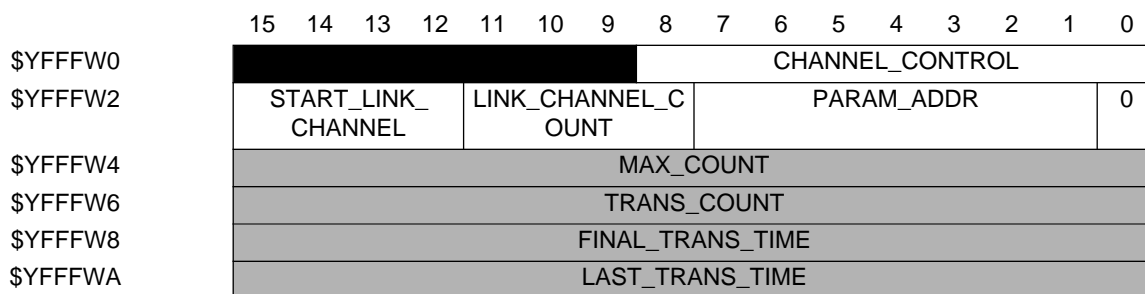 15 14 13 12 11 10 9 8 7 6 5 4 3 2 1 0
$YFFFW0 CHANNEL_CONTROL
$YFFFW2 START_LINK_ LINK_CHANNEL_C PARAM_ADDR 0
CHANNEL OUNT
$YFFFW4 MAX_COUNT
$YFFFW6 TRANS_COUNT
$YFFFW8 FINAL_TRANS_TIME
$YFFFWA LAST_TRANS_TIME